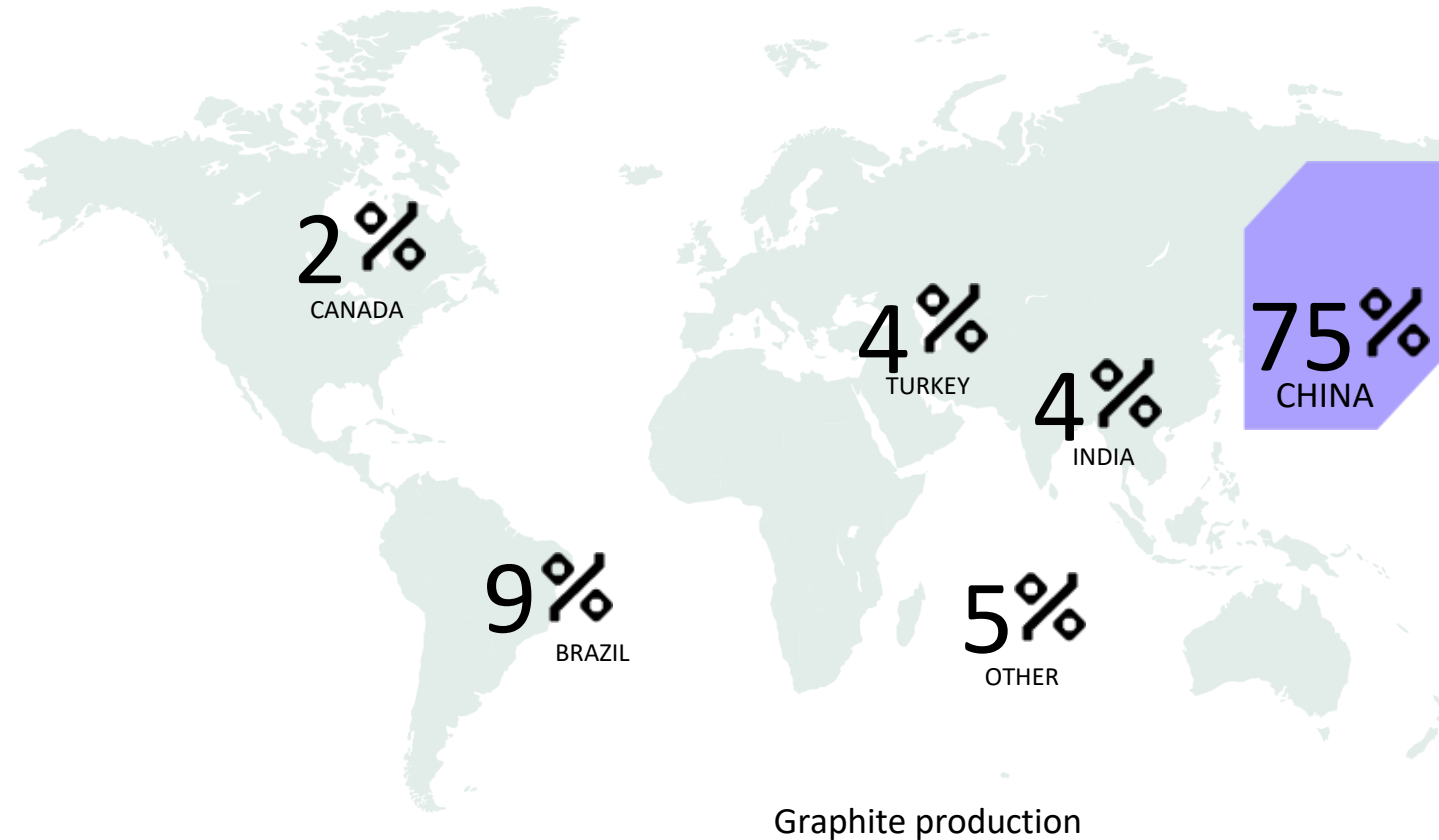 2%
CANADA
4%
TURKEY
4%
INDIA
75%
CHINA
9%
BRAZIL
5%
OTHER
Graphite production